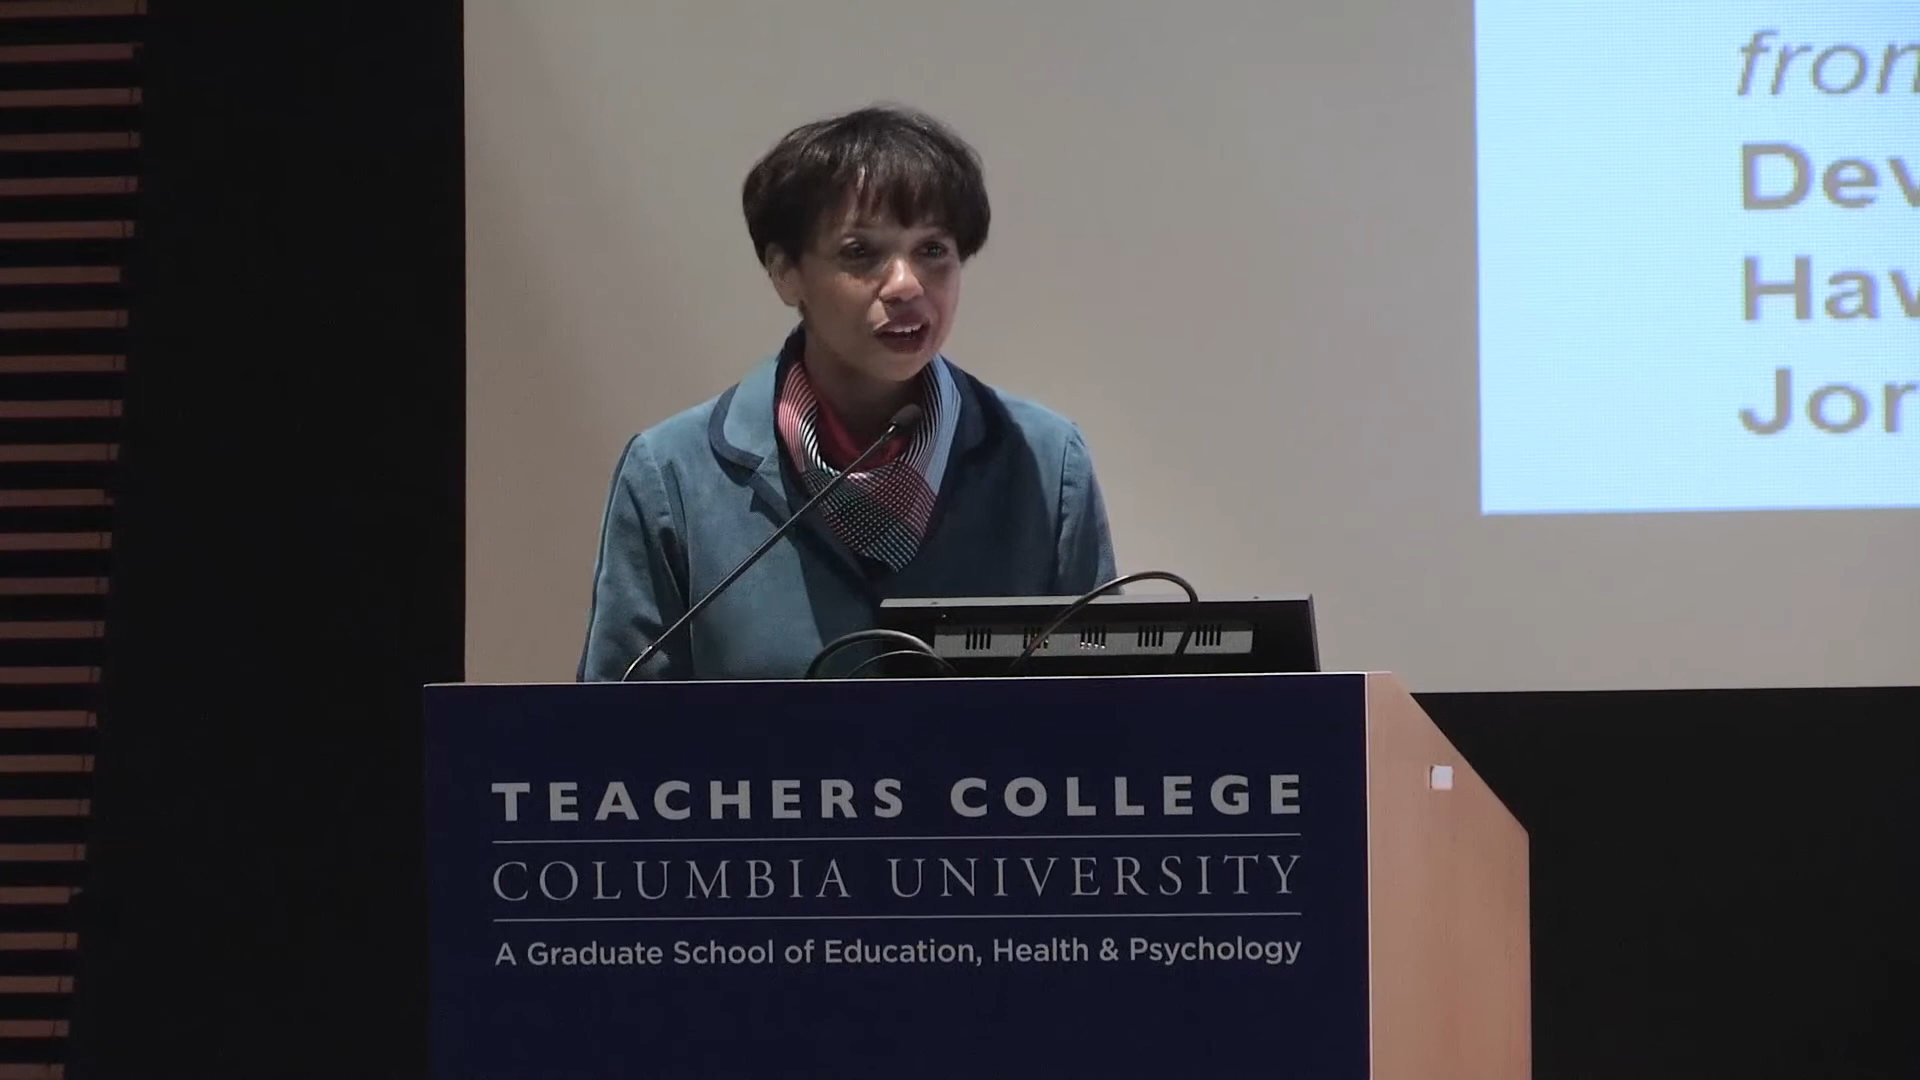 TEACHERS COLLEGE
COLUMBIA UNIVERSITY
A Graduate School of Education, Health & Psychology